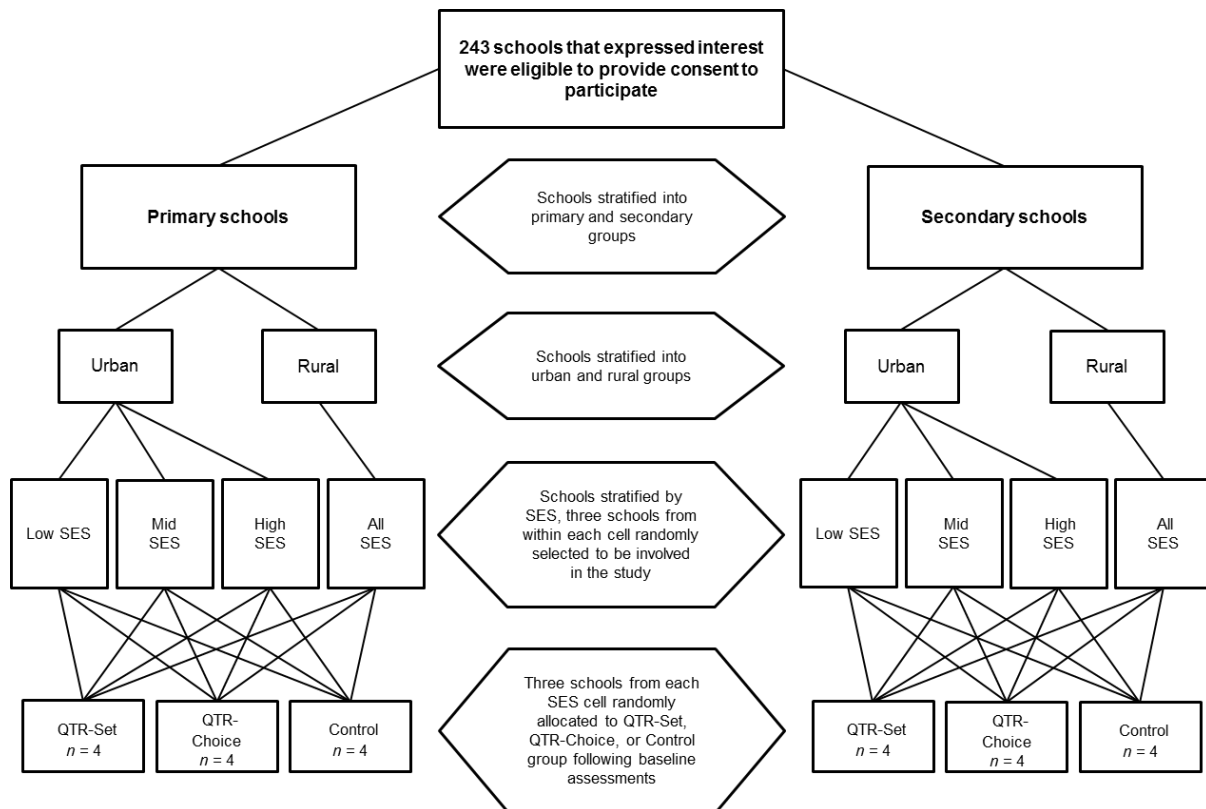 243 schools that expressed interest
were eligible to provide consent to
participate
Primary schools
Schools stratified into
primary and secondary
groups
Secondary schools
Urban
Rural
Schools stratified into
urban and rural groups
Urban
Rural
Low SES
Mid
SES
High
SES
All
SES
Schools stratified by
SES, three schools from
within each cell randomly
selected to be involved
in the study
Low SES
Mid
SES
High
SES
All
SES
QTR-Set
n = 4
QTR-
Choice
n = 4
Control
n = 4
Three schools from each
SES cell randomly
allocated to QTR-Set,
QTR-Choice, or Control
group following baseline
assessments
QTR-Set
n = 4
QTR-
Choice
n = 4
Control
n = 4